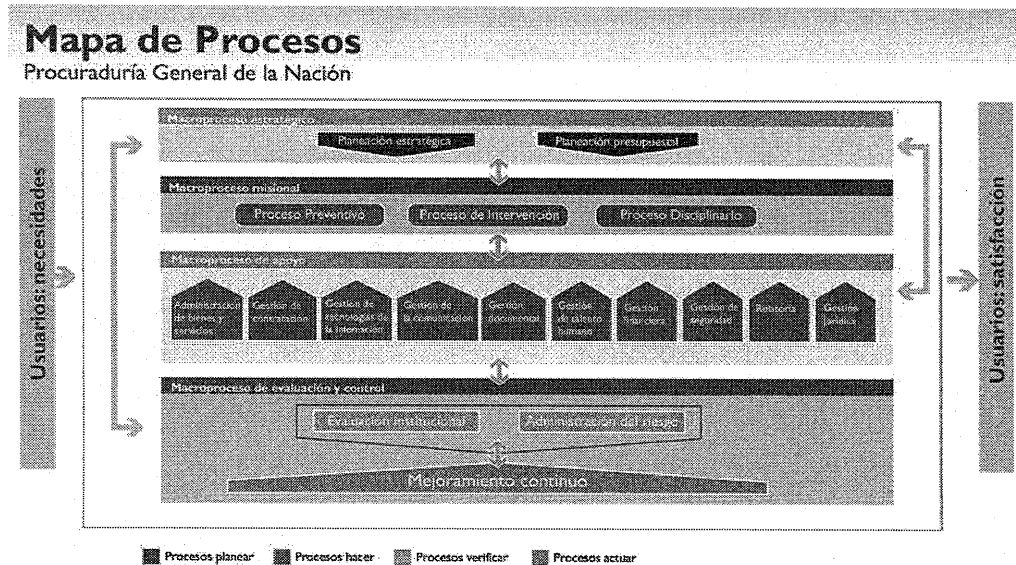 Mapa de Procesos
Procuraduría General de la Nación
Usuarios: necesidades
Macroproceso estratégico
Planeación estratégica
Planeación presupuestal
Macroproceso misional
Proceso Preventivo
Proceso de Intervención
Proceso Disciplinario
Macroproceso de apoyo
Administración
de bienes y
servicios
Gestión de
contratación
Gestión de
tecnologías de
la información
Gestión de
la comunicación
Gestión
documental
Gestión
de talento
humano
Gestión
financiera
Gestión de
seguridad
Asesoría
Gestión
Jurídica
Macroproceso de evaluación y control
Evaluación institucional
Administración del riesgo
Mejoramiento continuo
Usuarios: satisfacción
Procesos planear
Procesos hacer
Procesos verificar
Procesos actuar